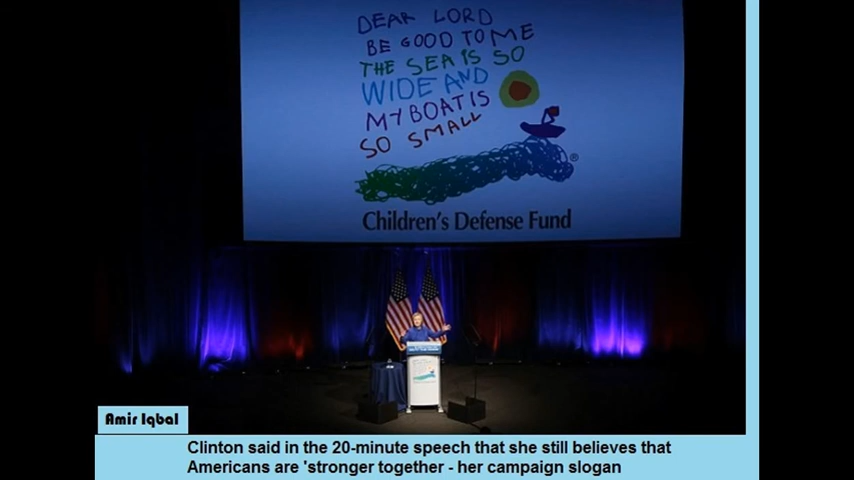 DEAR LORD
BE GOOD TO ME
THE SEA IS SO
WIDE AND
MY BOAT IS
SO SMALL
®
Children's Defense Fund
Amir Iqbal
Clinton said in the 20-minute speech that she still believes that
Americans are 'stronger together - her campaign slogan